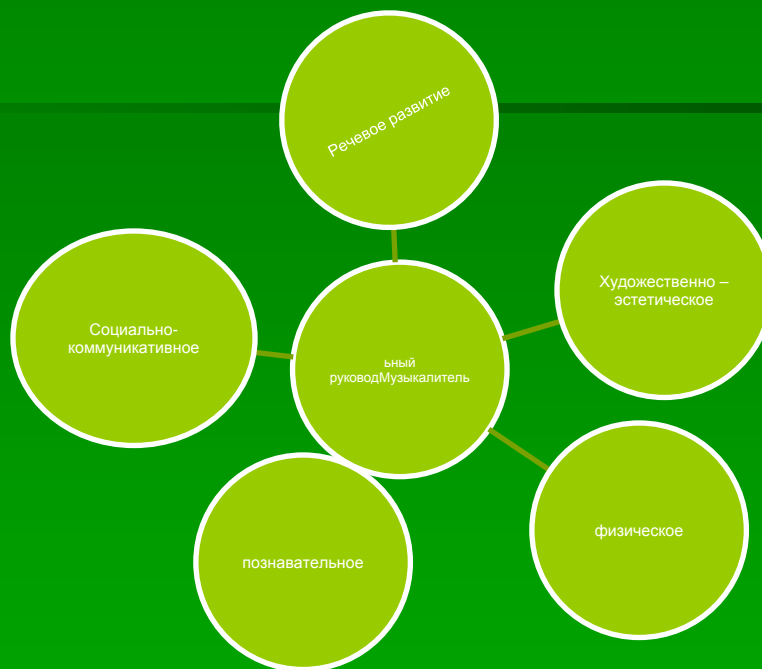 Речевое развитие
Художественно –
эстетическое
Социально-
коммуникативное
ьный
руководМузыкалитель
физическое
познавательное